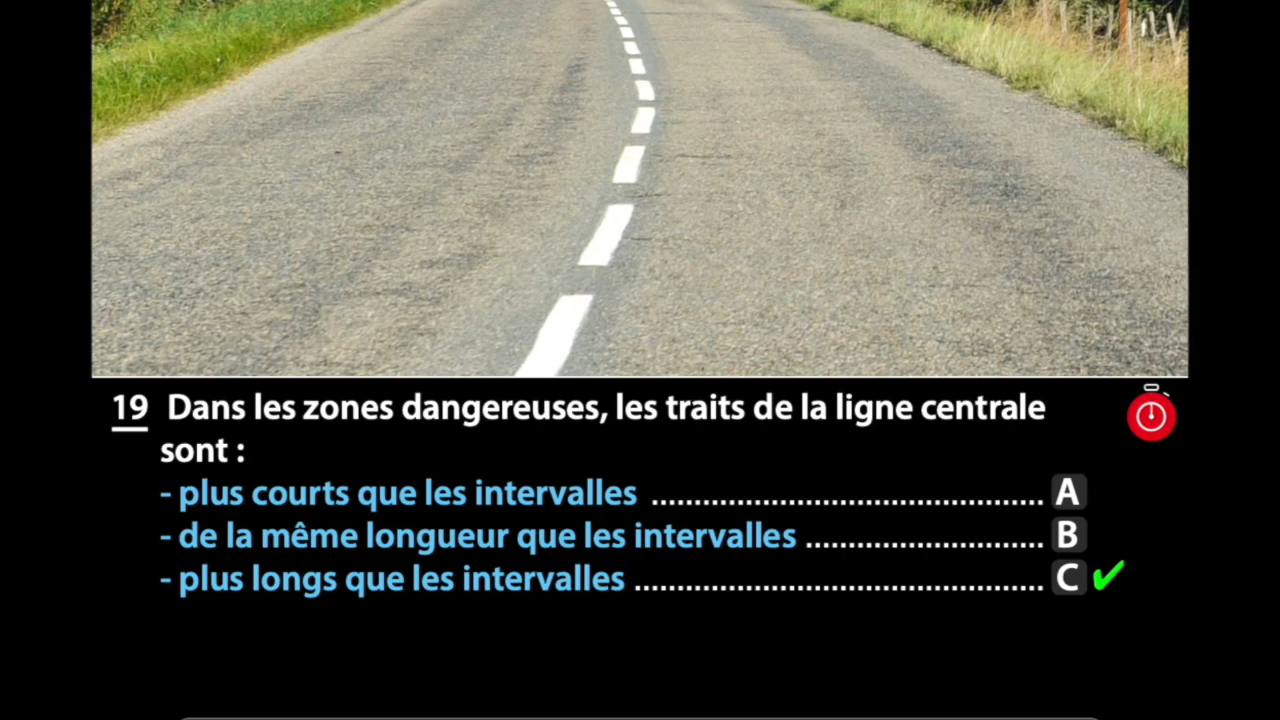 19 Dans les zones dangereuses, les traits de la ligne centrale
sont :
- plus courts que les intervalles .............................................. A
- de la même longueur que les intervalles ............................ B
- plus longs que les intervalles ................................................ C ✔